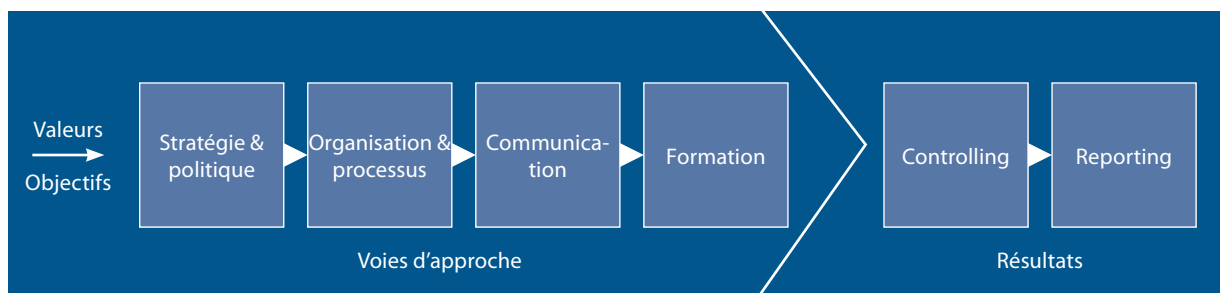 Valeurs
Objectifs
Stratégie &
politique
Organisation &
processus
Communica-
tion
Formation
Controlling
Reporting
Voies d'approche
Résultats